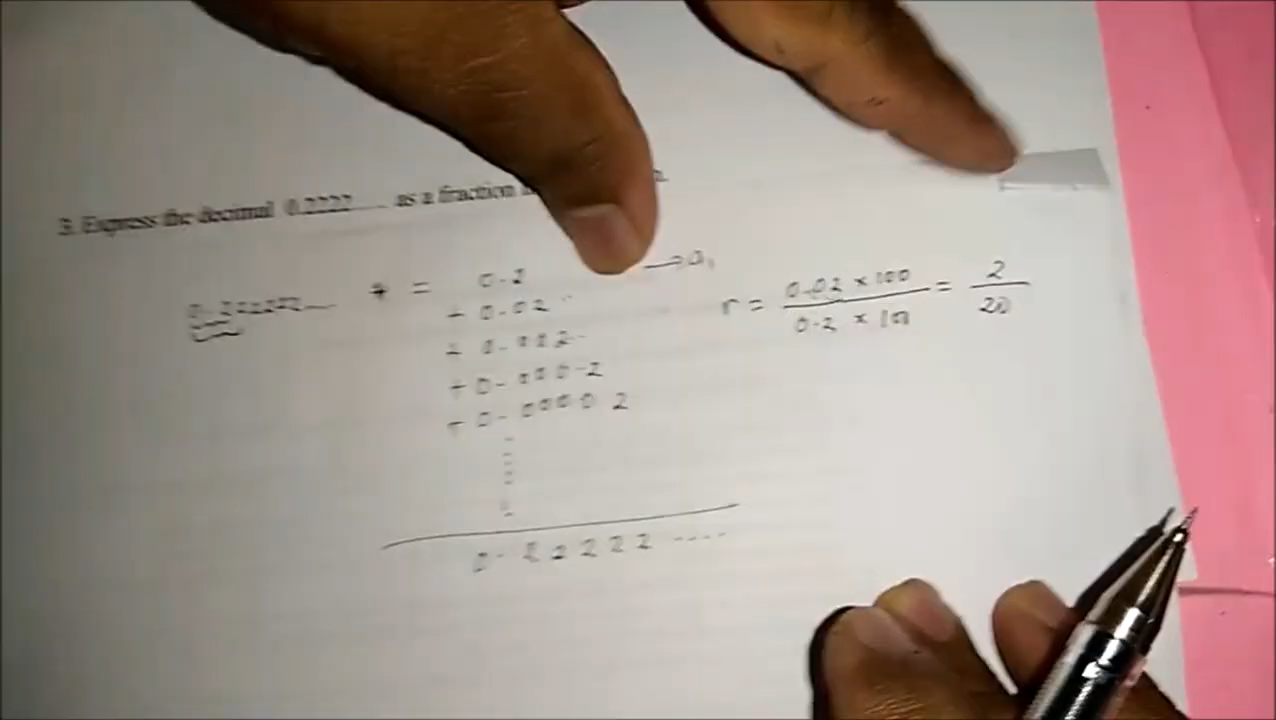 3. Express the decimal 0.2222..... as a fraction
0.222222.... =
0.2 → a₁
+ 0.02
+ 0.002
+ 0.0002
+ 0.00002
0.22222 .....
r = 0.02 × 100 / 0.2 × 100 = 2 / 20